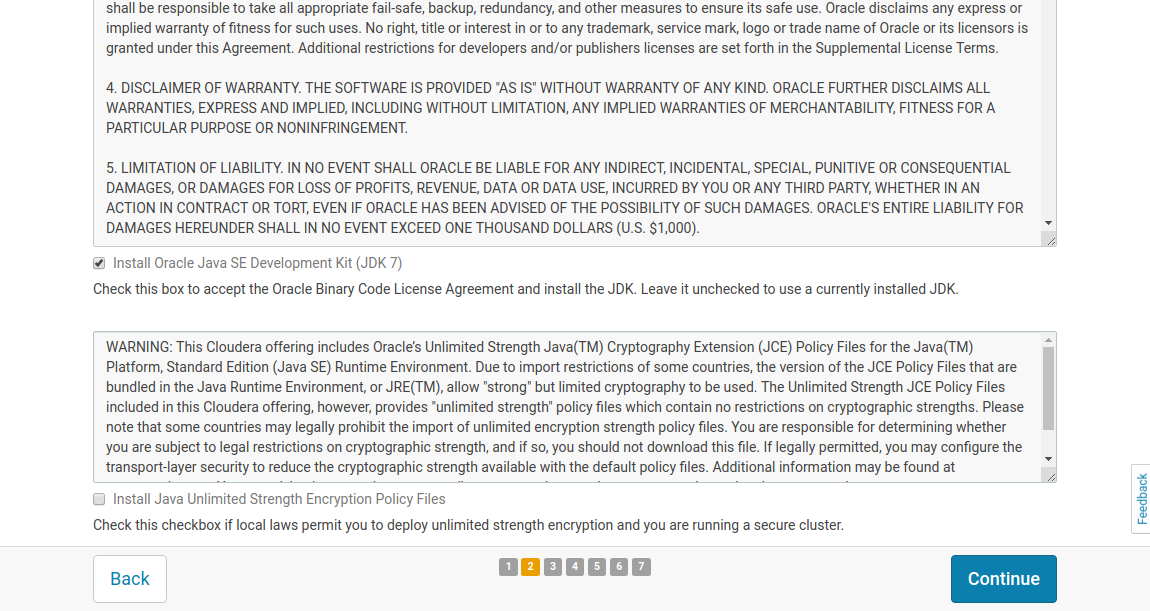 shall be responsible to take all appropriate fail-safe, backup, redundancy, and other measures to ensure its safe use. Oracle disclaims any express or
implied warranty of fitness for such uses. No right, title or interest in or to any trademark, service mark, logo or trade name of Oracle or its licensors is
granted under this Agreement. Additional restrictions for developers and/or publishers licenses are set forth in the Supplemental License Terms.
4. DISCLAIMER OF WARRANTY. THE SOFTWARE IS PROVIDED "AS IS" WITHOUT WARRANTY OF ANY KIND. ORACLE FURTHER DISCLAIMS ALL
WARRANTIES, EXPRESS AND IMPLIED, INCLUDING WITHOUT LIMITATION, ANY IMPLIED WARRANTIES OF MERCHANTABILITY, FITNESS FOR A
PARTICULAR PURPOSE OR NONINFRINGEMENT.
5. LIMITATION OF LIABILITY. IN NO EVENT SHALL ORACLE BE LIABLE FOR ANY INDIRECT, INCIDENTAL, SPECIAL, PUNITIVE OR CONSEQUENTIAL
DAMAGES, OR DAMAGES FOR LOSS OF PROFITS, REVENUE, DATA OR DATA USE, INCURRED BY YOU OR ANY THIRD PARTY, WHETHER IN AN
ACTION IN CONTRACT OR TORT, EVEN IF ORACLE HAS BEEN ADVISED OF THE POSSIBILITY OF SUCH DAMAGES. ORACLE'S ENTIRE LIABILITY FOR
DAMAGES HEREUNDER SHALL IN NO EVENT EXCEED ONE THOUSAND DOLLARS (U.S. $1,000).
Install Oracle Java SE Development Kit (JDK 7)
Check this box to accept the Oracle Binary Code License Agreement and install the JDK. Leave it unchecked to use a currently installed JDK.
WARNING: This Cloudera offering includes Oracle's Unlimited Strength Java(TM) Cryptography Extension (JCE) Policy Files for the Java(TM)
Platform, Standard Edition (Java SE) Runtime Environment. Due to import restrictions of some countries, the version of the JCE Policy Files that are
bundled in the Java Runtime Environment, or JRE(TM), allow "strong" but limited cryptography to be used. The Unlimited Strength JCE Policy Files
included in this Cloudera offering, however, provides "unlimited strength" policy files which contain no restrictions on cryptographic strengths. Please
note that some countries may legally prohibit the import of unlimited encryption strength policy files. You are responsible for determining whether
you are subject to legal restrictions on cryptographic strength, and if so, you should not download this file. If legally permitted, you may configure the
transport-layer security to reduce the cryptographic strength available with the default policy files. Additional information may be found at
Install Java Unlimited Strength Encryption Policy Files
Check this checkbox if local laws permit you to deploy unlimited strength encryption and you are running a secure cluster.
Feedback
Back
1 2 3 4 5 6 7
Continue